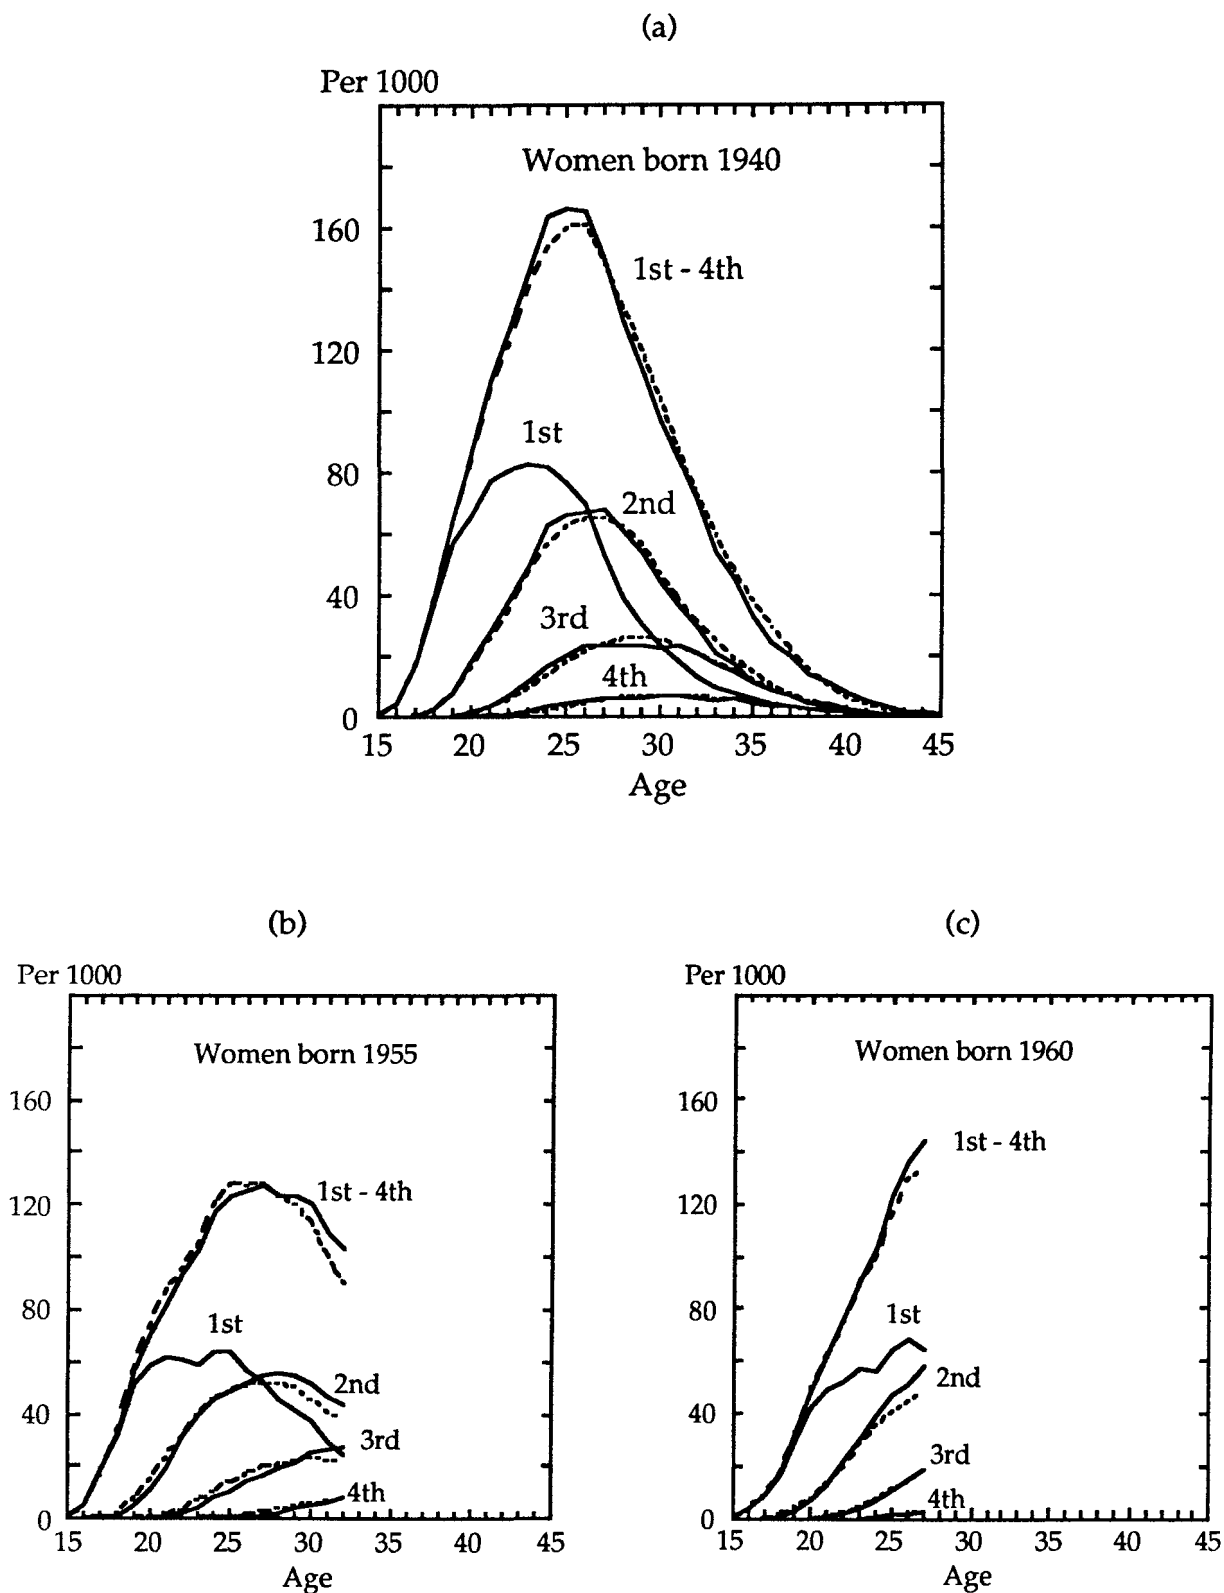 (a)
Per 1000
Women born 1940
160
1st - 4th
120
1st
80
2nd
40
3rd
4th
0
15 20 25 30 35 40 45
Age
(b)
Per 1000
Women born 1955
160
1st - 4th
120
80
1st
2nd
40
3rd
4th
0
15 20 25 30 35 40 45
Age
(c)
Per 1000
Women born 1960
160
1st - 4th
120
80
1st
2nd
40
3rd
4th
0
15 20 25 30 35 40 45
Age